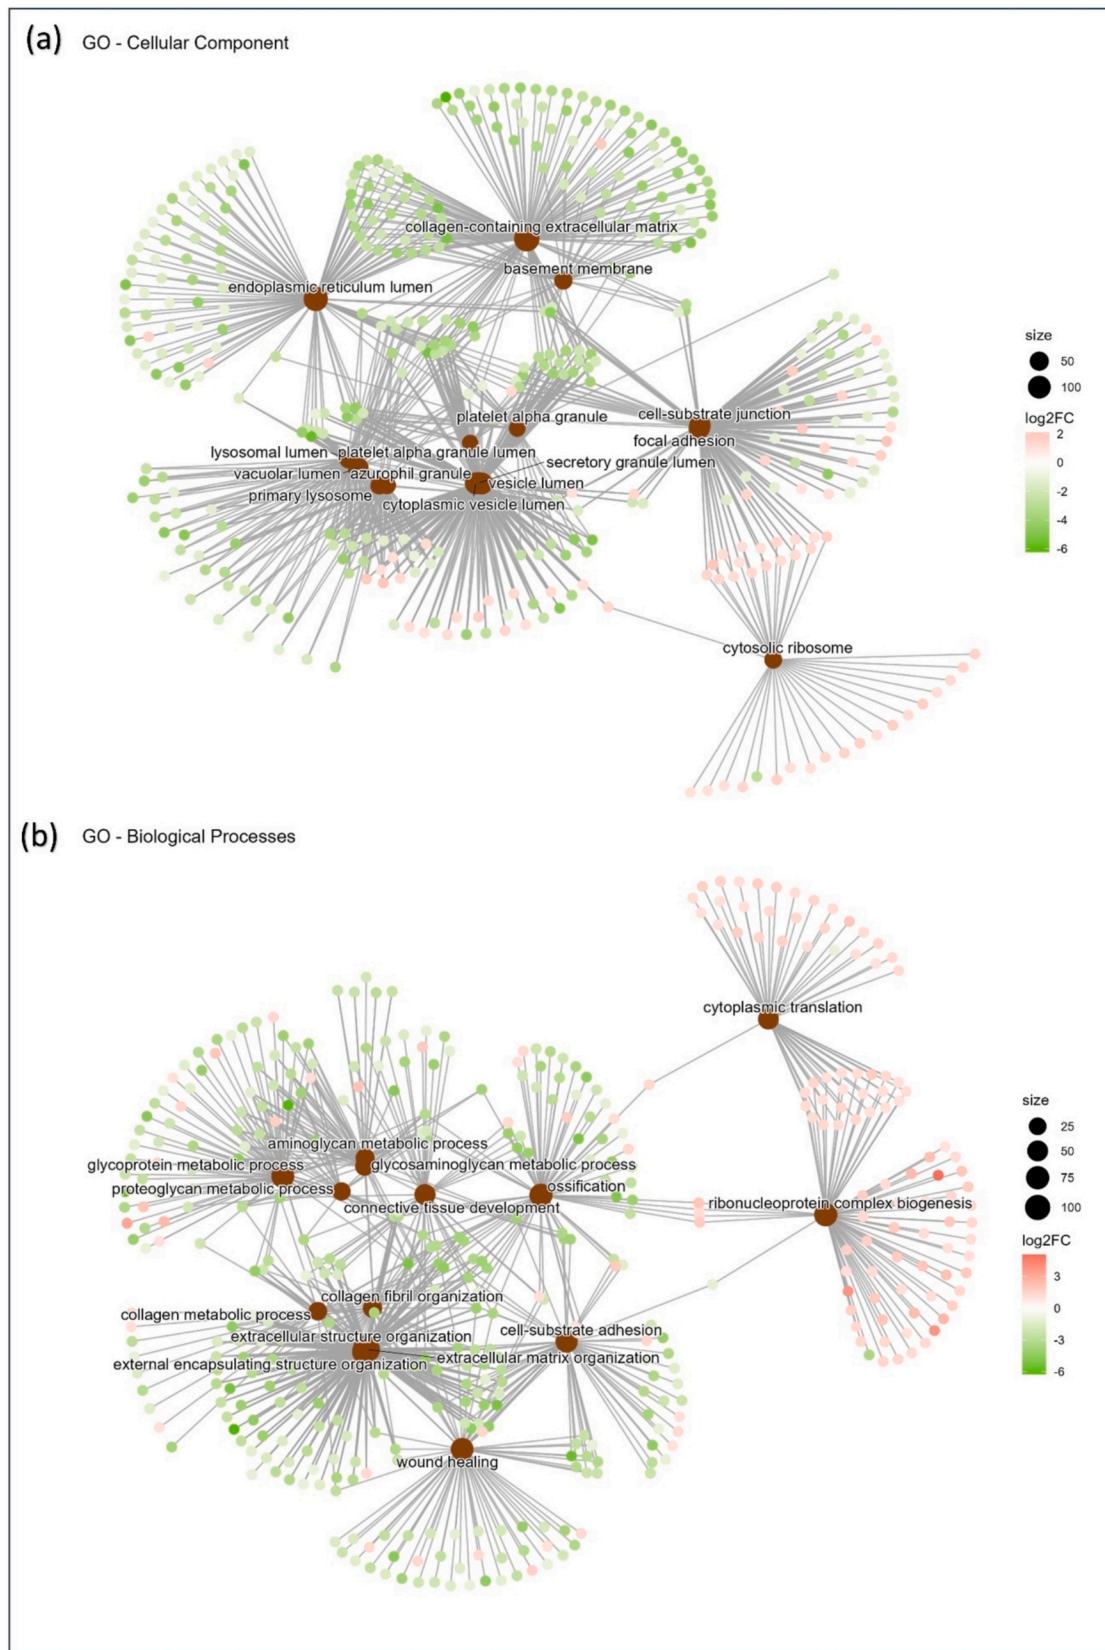 (a) GO - Cellular Component
collagen-containing extracellular matrix
basement membrane
endoplasmic reticulum lumen
size
50
100
platelet alpha granule
cell-substrate junction
log2FC
focal adhesion
2
lysosomal lumen platelet alpha granule lumen
secretory granule lumen
0
vacuolar lumen azurophil granule
vesicle lumen
-2
primary lysosome
cytoplasmic vesicle lumen
-4
-6
cytosolic ribosome
(b) GO - Biological Processes
cytoplasmic translation
size
25
50
75
100
aminoglycan metabolic process
glycoprotein metabolic process
glycosaminoglycan metabolic process
proteoglycan metabolic process
ossification
connective tissue development
ribonucleoprotein complex biogenesis
log2FC
3
0
-3
-6
collagen fibril organization
collagen metabolic process
extracellular structure organization
cell-substrate adhesion
external encapsulating structure organization
extracellular matrix organization
wound healing